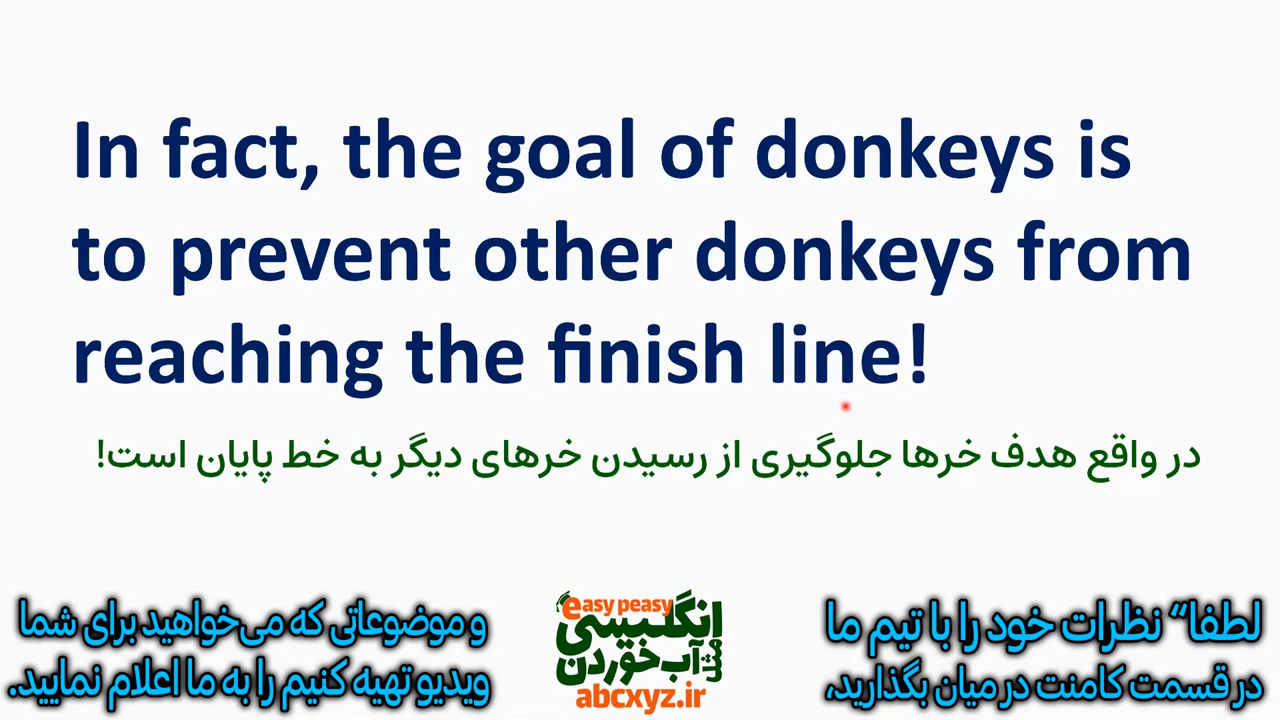 In fact, the goal of donkeys is
to prevent other donkeys from
reaching the finish line!
در واقع هدف خرها جلوگیری از رسیدن خرهای دیگر به خط پایان است!
لطفا“ نظرات خود را با تیم ما
در قسمت کامنت در میان بگذارید،
easy peasy
انگلیسی
مثل
آب خوردن
abcxyz.ir
و موضوعاتی که می‌خواهید برای شما
ویدیو تهیه کنیم را به ما اعلام نمایید.